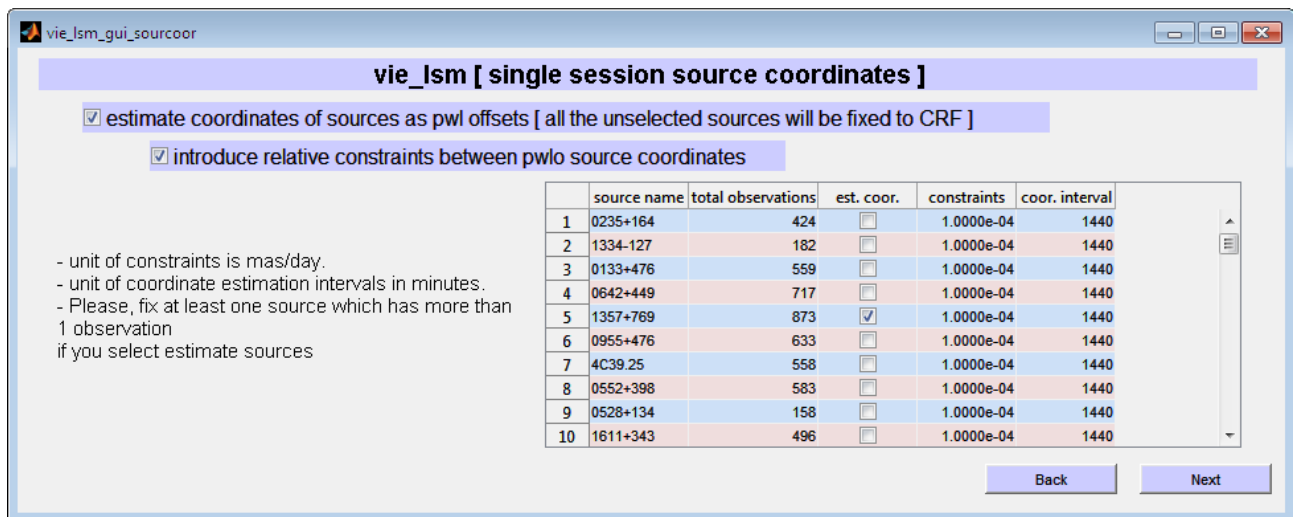 vie_lsm_gui_sourcoor
vie_lsm [ single session source coordinates ]
estimate coordinates of sources as pwl offsets [ all the unselected sources will be fixed to CRF ]
introduce relative constraints between pwlo source coordinates
- unit of constraints is mas/day.
- unit of coordinate estimation intervals in minutes.
- Please, fix at least one source which has more than
1 observation
if you select estimate sources
source name total observations est. coor. constraints coor. interval
1 0235+164 424 1.0000e-04 1440
2 1334-127 182 1.0000e-04 1440
3 0133+476 559 1.0000e-04 1440
4 0642+449 717 1.0000e-04 1440
5 1357+769 873 1.0000e-04 1440
6 0955+476 633 1.0000e-04 1440
7 4C39.25 558 1.0000e-04 1440
8 0552+398 583 1.0000e-04 1440
9 0528+134 158 1.0000e-04 1440
10 1611+343 496 1.0000e-04 1440
Back Next